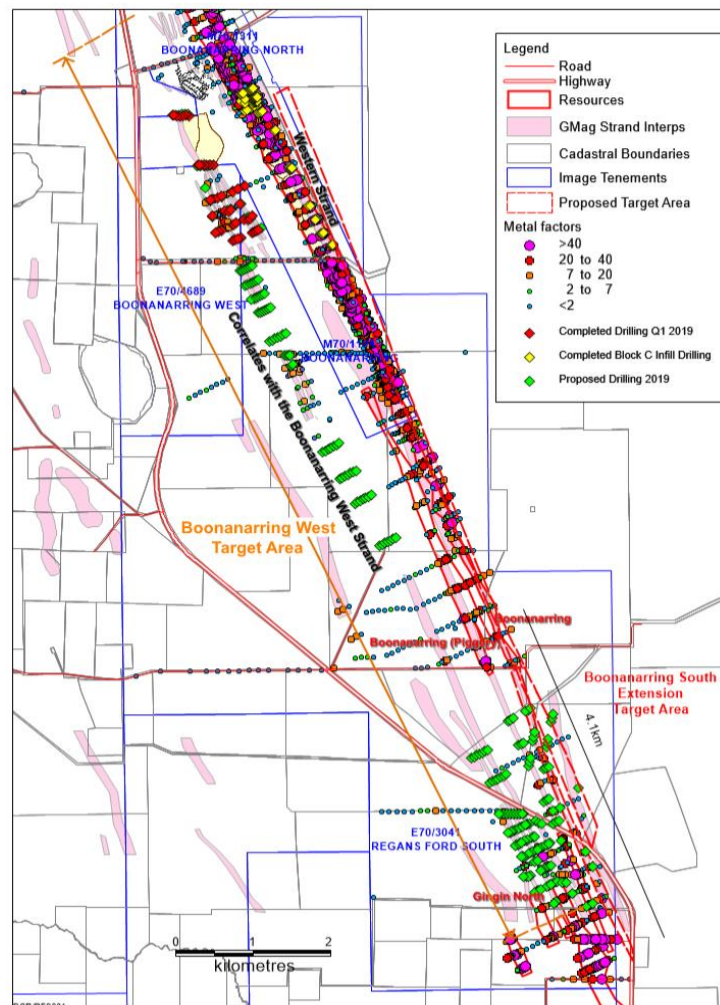 BOONANARRING NORTH
Western Strand
E70/4689
BOONANARRING WEST
Correlates with the Boonanarring West Strand
Boonanarring West
Target Area
Boonanarring
Boonanarring
Boonanarring South
Extension
Target Area
4.1km
E70/3041
REGANS FORD SOUTH
Gingin North
0 1 2
kilometres
Legend
Road
Highway
Resources
GMag Strand Interps
Cadastral Boundaries
Image Tenements
Proposed Target Area
Metal factors
>40
20 to 40
7 to 20
2 to 7
<2
Completed Drilling Q1 2019
Completed Block C Infill Drilling
Proposed Drilling 2019